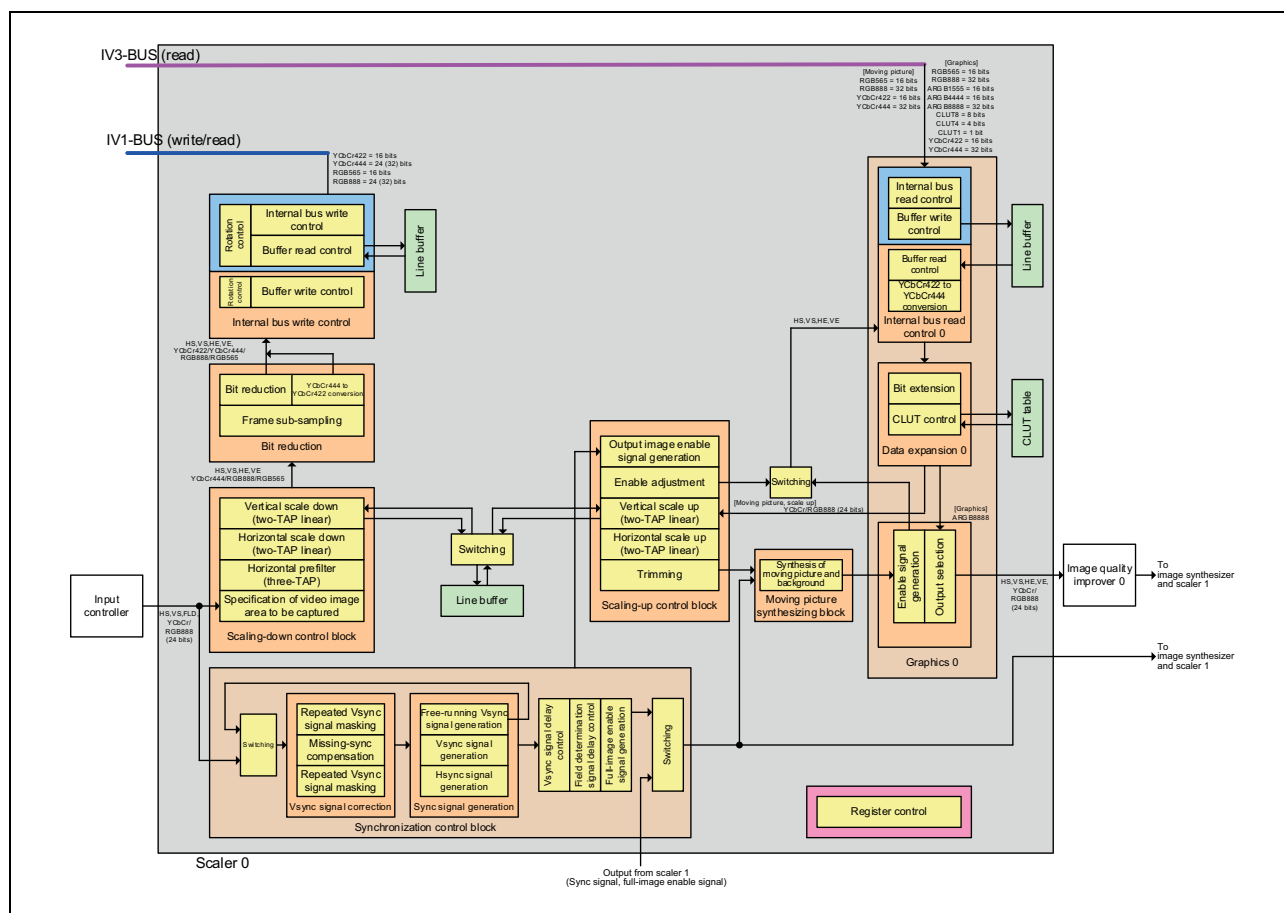 IV3-BUS (read)
[Moving picture]
RGB565 = 16 bits
RGB888 = 32 bits
YCbCr422 = 16 bits
YCbCr444 = 32 bits
[Graphics]
RGB565 = 16 bits
RGB888 = 32 bits
ARGB1555 = 16 bits
ARGB4444 = 16 bits
ARGB8888 = 32 bits
CLUT8 = 8 bits
CLUT4 = 4 bits
CLUT1 = 1 bit
YCbCr422 = 16 bits
YCbCr444 = 32 bits
IV1-BUS (write/read)
YCbCr422 = 16 bits
YCbCr444 = 24 (32) bits
RGB565 = 16 bits
RGB888 = 24 (32) bits
Rotation
control
Internal bus write
control
Buffer read control
Line buffer
Rotation
control
Buffer write control
Internal bus write control
HS,VS,HE,VE,
YCbCr422/YCbCr444/
RGB888/RGB565
Bit reduction
YCbCr444 to
YCbCr422 conversion
Frame sub-sampling
Bit reduction
HS,VS,HE,VE
YCbCr444/RGB888/RGB565
Vertical scale down
(two-TAP linear)
Horizontal scale down
(two-TAP linear)
Horizontal prefilter
(three-TAP)
Specification of video image
area to be captured
Scaling-down control block
Input
controller
HS,VS,FLD,
YCbCr/
RGB888
(24 bits)
Switching
Line buffer
Output image enable
signal generation
Enable adjustment
Vertical scale up
(two-TAP linear)
Horizontal scale up
(two-TAP linear)
Trimming
Scaling-up control block
Switching
HS,VS,HE,VE
[Moving picture, scale up]
YCbCr/RGB888 (24 bits)
Synthesis of
moving picture and
background
Moving picture
synthesizing block
Internal bus
read control
Buffer write
control
Line buffer
Buffer read
control
YCbCr422 to
YCbCr444
conversion
Internal bus read
control 0
Bit extension
CLUT control
CLUT table
Data expansion 0
[Graphics]
ARGB8888
Enable signal
generation
Output selection
Graphics 0
HS,VS,HE,VE,
YCbCr/
RGB888
(24 bits)
Image quality
improver 0
To
image synthesizer
and scaler 1
To
image synthesizer
and scaler 1
Switching
Repeated Vsync
signal masking
Missing-sync
compensation
Repeated Vsync
signal masking
Vsync signal correction
Free-running Vsync
signal generation
Vsync signal
generation
Hsync signal
generation
Sync signal generation
Vsync signal delay
control
Field determination
signal delay control
Full-image enable
signal generation
Switching
Synchronization control block
Register control
Scaler 0
Output from scaler 1
(Sync signal, full-image enable signal)